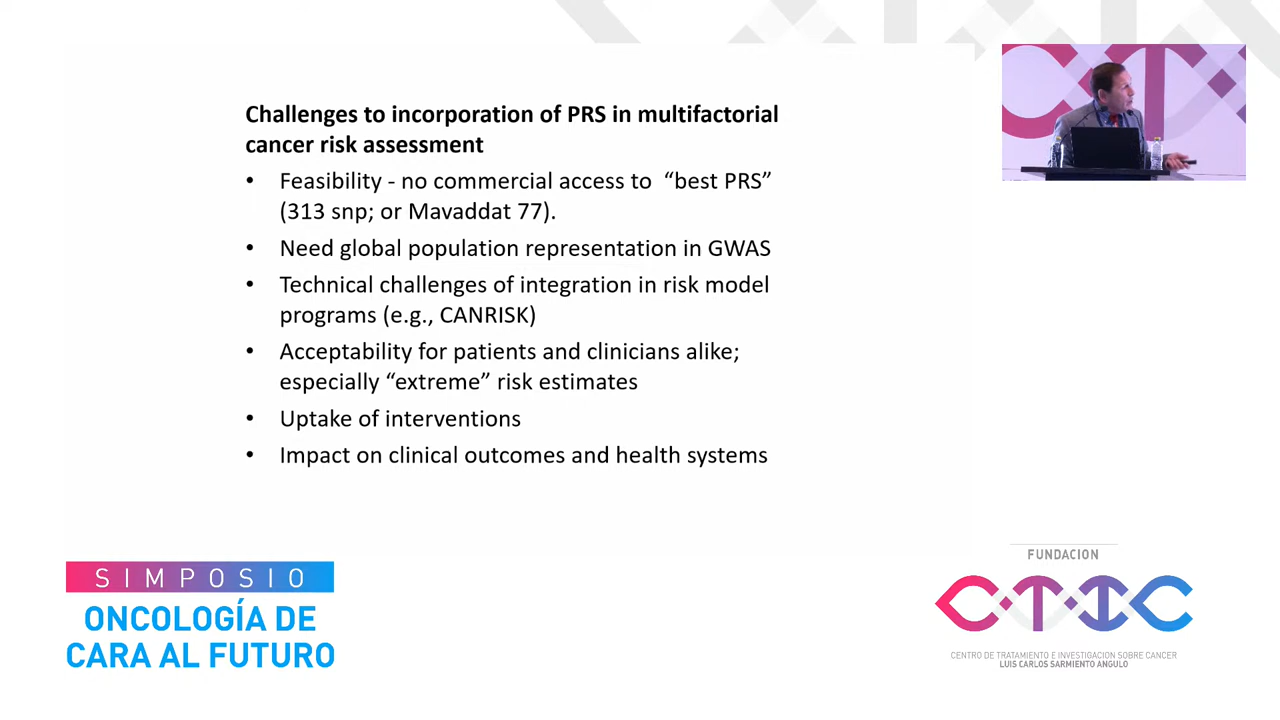 Challenges to incorporation of PRS in multifactorial
cancer risk assessment
• Feasibility - no commercial access to “best PRS”
(313 snp; or Mavaddat 77).
• Need global population representation in GWAS
• Technical challenges of integration in risk model
programs (e.g., CANRISK)
• Acceptability for patients and clinicians alike;
especially “extreme” risk estimates
• Uptake of interventions
• Impact on clinical outcomes and health systems
SIMPOSIO
ONCOLOGÍA DE
CARA AL FUTURO
FUNDACION
CTIC
CENTRO DE TRATAMIENTO E INVESTIGACION SOBRE CANCER
LUIS CARLOS SARMIENTO ANGULO